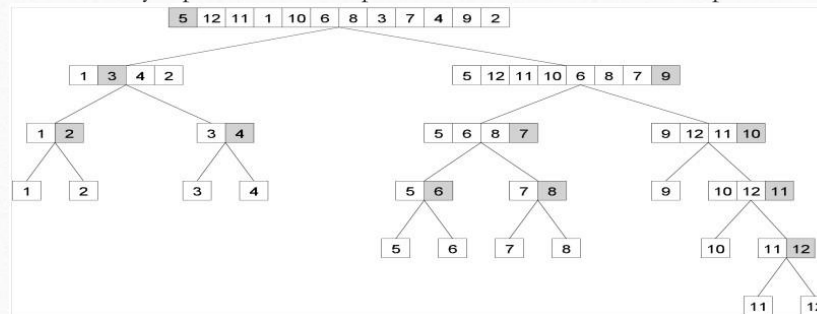 5 12 11 1 10 6 8 3 7 4 9 2
1 3 4 2 5 12 11 10 6 8 7 9
1 2 3 4 5 6 8 7 9 12 11 10
1 2 3 4 5 6 7 8 9 10 12 11
5 6 7 8 10 11 12
11